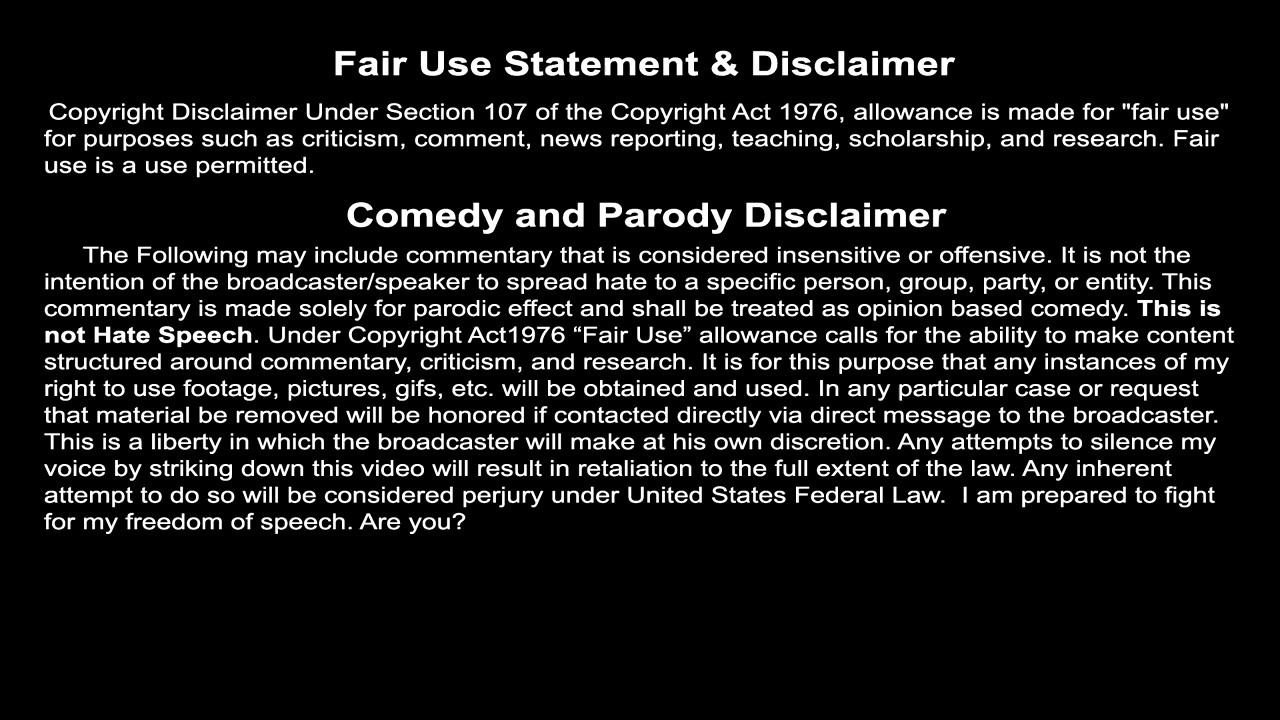 Fair Use Statement & Disclaimer
Copyright Disclaimer Under Section 107 of the Copyright Act 1976, allowance is made for "fair use"
for purposes such as criticism, comment, news reporting, teaching, scholarship, and research. Fair
use is a use permitted.
Comedy and Parody Disclaimer
The Following may include commentary that is considered insensitive or offensive. It is not the
intention of the broadcaster/speaker to spread hate to a specific person, group, party, or entity. This
commentary is made solely for parodic effect and shall be treated as opinion based comedy. This is
not Hate Speech. Under Copyright Act1976 “Fair Use” allowance calls for the ability to make content
structured around commentary, criticism, and research. It is for this purpose that any instances of my
right to use footage, pictures, gifs, etc. will be obtained and used. In any particular case or request
that material be removed will be honored if contacted directly via direct message to the broadcaster.
This is a liberty in which the broadcaster will make at his own discretion. Any attempts to silence my
voice by striking down this video will result in retaliation to the full extent of the law. Any inherent
attempt to do so will be considered perjury under United States Federal Law.  I am prepared to fight
for my freedom of speech. Are you?